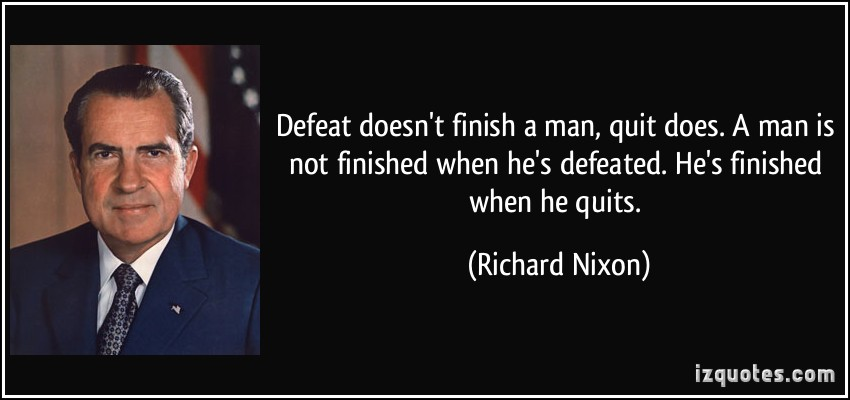 Defeat doesn't finish a man, quit does. A man is
not finished when he's defeated. He's finished
when he quits.
(Richard Nixon)
izquotes.com